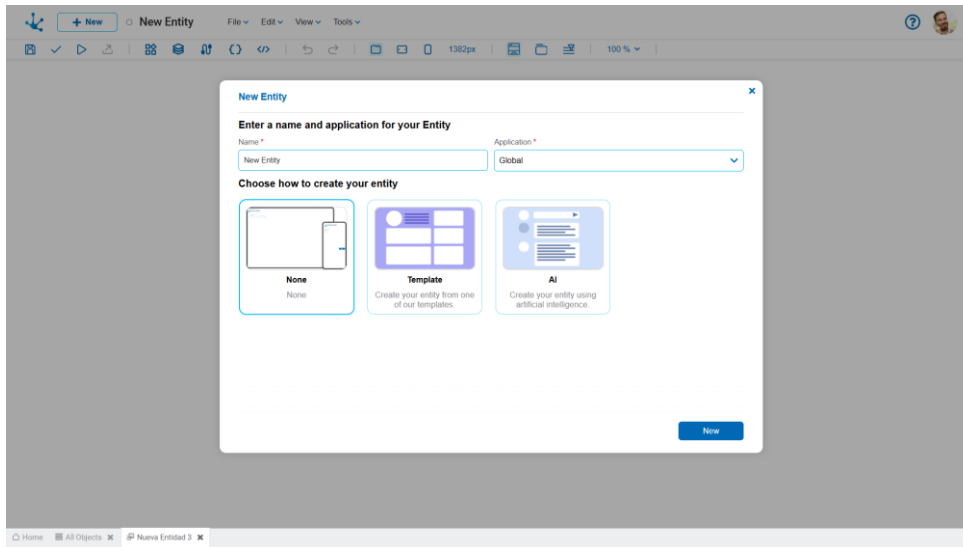 + New
New Entity
File Edit View Tools
1382px
100 %
New Entity
Enter a name and application for your Entity
Name *
Application *
New Entity
Global
Choose how to create your entity
None
None
Template
Create your entity from one
of our templates.
AI
Create your entity using
artificial intelligence.
New
Home
All Objects
Nueva Entidad 3